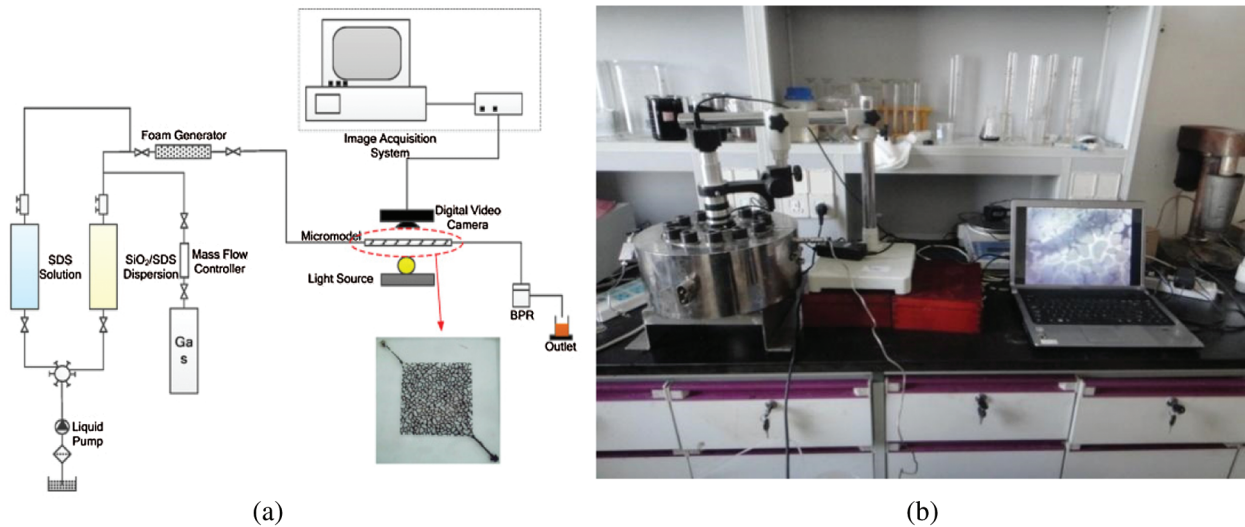 Image Acquisition
System
Foam Generator
Digital Video
Camera
Micromodel
SDS
Solution
SiO₂/SDS
Dispersion
Mass Flow
Controller
Light Source
BPR
Outlet
Ga
s
Liquid
Pump
(a)
(b)